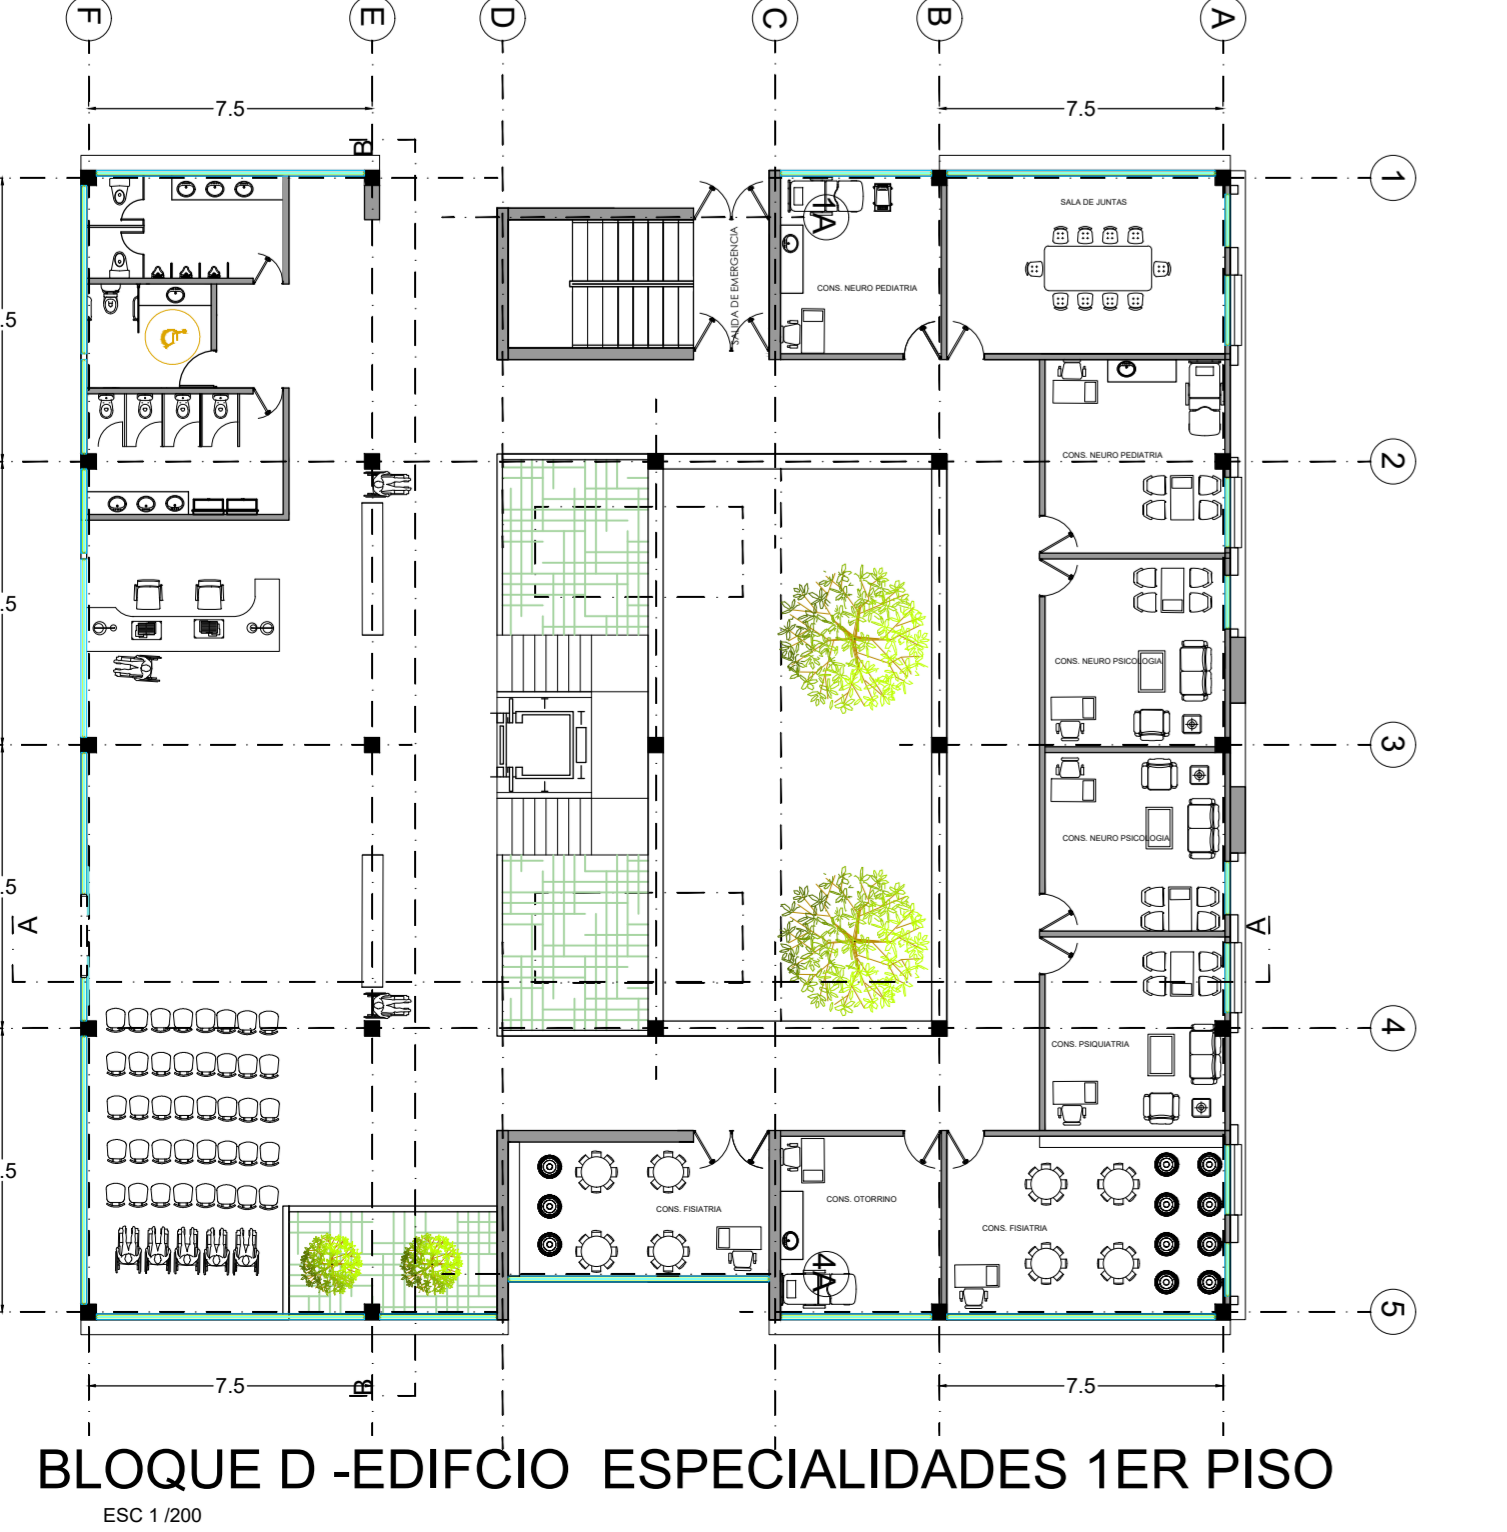 F
E
D
C
B
A
7.5
7.5
B
1
1A
SALA DE JUNTAS
SALIDA DE EMERGENCIA
CONS. NEURO PEDIATRIA
.5
2
CONS. NEURO PEDIATRIA
.5
CONS. NEURO PSICOLOGIA
3
CONS. NEURO PSICOLOGIA
.5
A
A
4
CONS. PSIQUIATRIA
.5
CONS. OTORRINO
CONS. FISIATRIA
CONS. FISIATRIA
4A
5
7.5
B
7.5
BLOQUE D -EDIFCIO ESPECIALIDADES 1ER PISO
ESC 1 /200